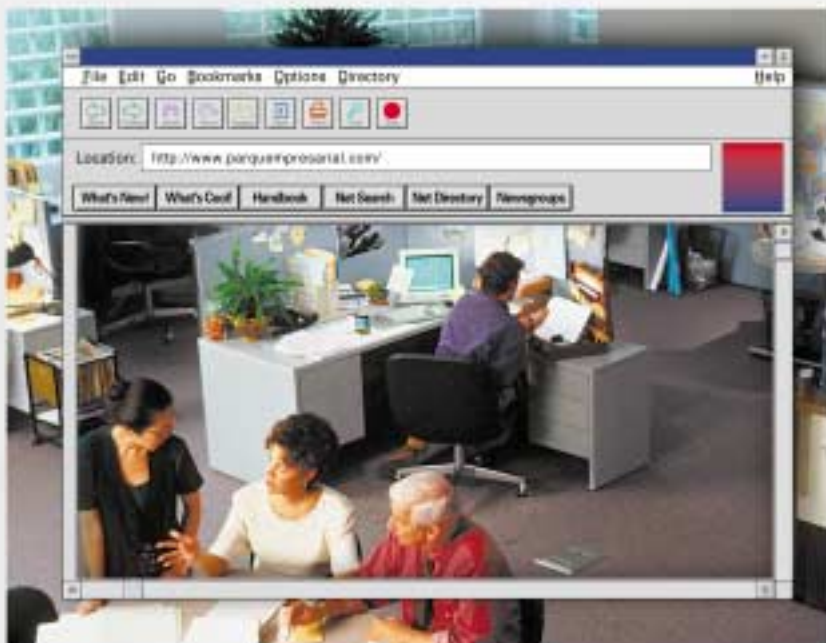 File Edit Go Bookmarks Options Directory Help
Location: http://www.parquempresarial.com/
What's New! What's Cool! Handbook Net Search Net Directory Newsgroups